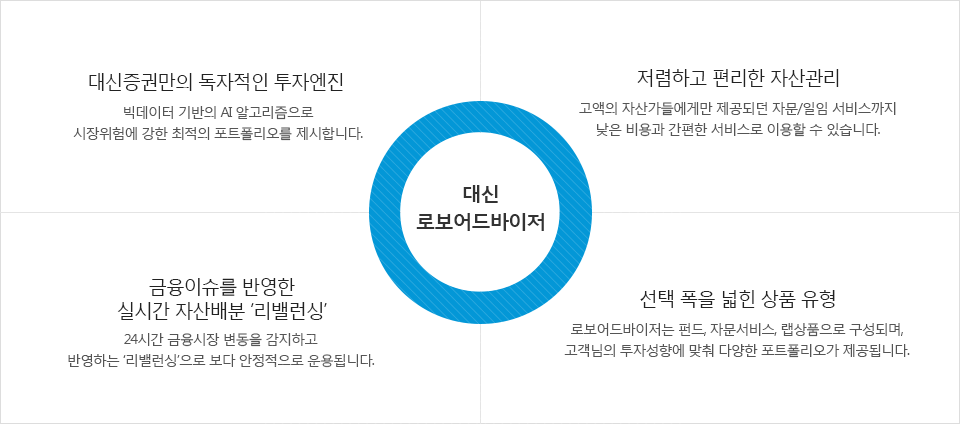 대신증권만의 독자적인 투자엔진
빅데이터 기반의 AI 알고리즘으로
시장위험에 강한 최적의 포트폴리오를 제시합니다.
저렴하고 편리한 자산관리
고액의 자산가들에게만 제공되던 자문/일임 서비스까지
낮은 비용과 간편한 서비스로 이용할 수 있습니다.
대신
로보어드바이저
금융이슈를 반영한
실시간 자산배분 ‘리밸런싱’
24시간 금융시장 변동을 감지하고
반영하는 ‘리밸런싱’으로 보다 안정적으로 운용됩니다.
선택 폭을 넓힌 상품 유형
로보어드바이저는 펀드, 자문서비스, 랩상품으로 구성되며,
고객님의 투자성향에 맞춰 다양한 포트폴리오가 제공됩니다.